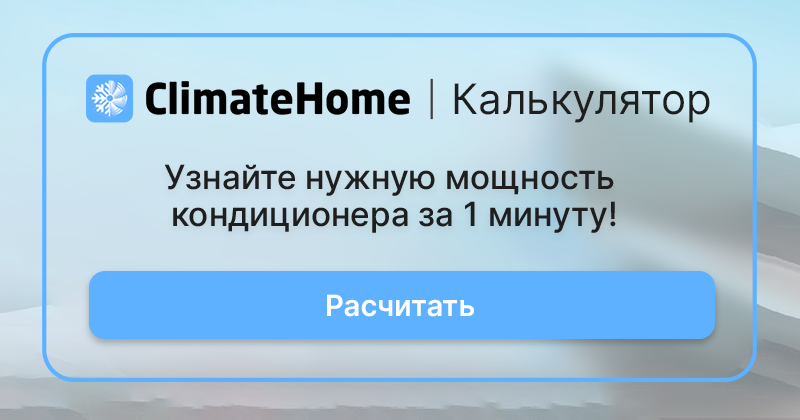 ClimateHome | Калькулятор
Узнайте нужную мощность
кондиционера за 1 минуту!
Расчитать